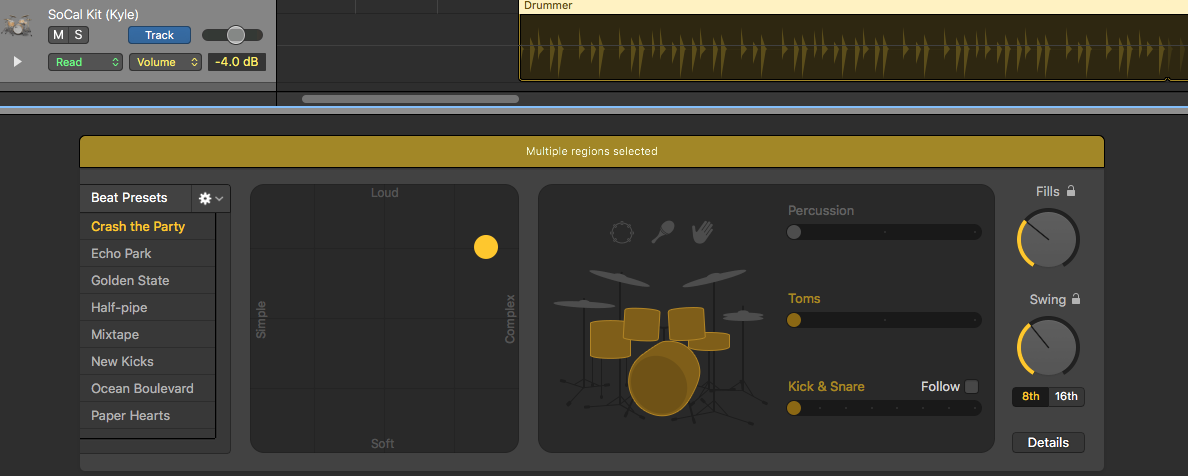 SoCal Kit (Kyle)
M S Track
Read Volume -4.0 dB
Drummer
Multiple regions selected
Beat Presets
Crash the Party
Echo Park
Golden State
Half-pipe
Mixtape
New Kicks
Ocean Boulevard
Paper Hearts
Loud
Simple
Complex
Soft
Percussion
Toms
Kick & Snare Follow
Fills
Swing
8th 16th
Details